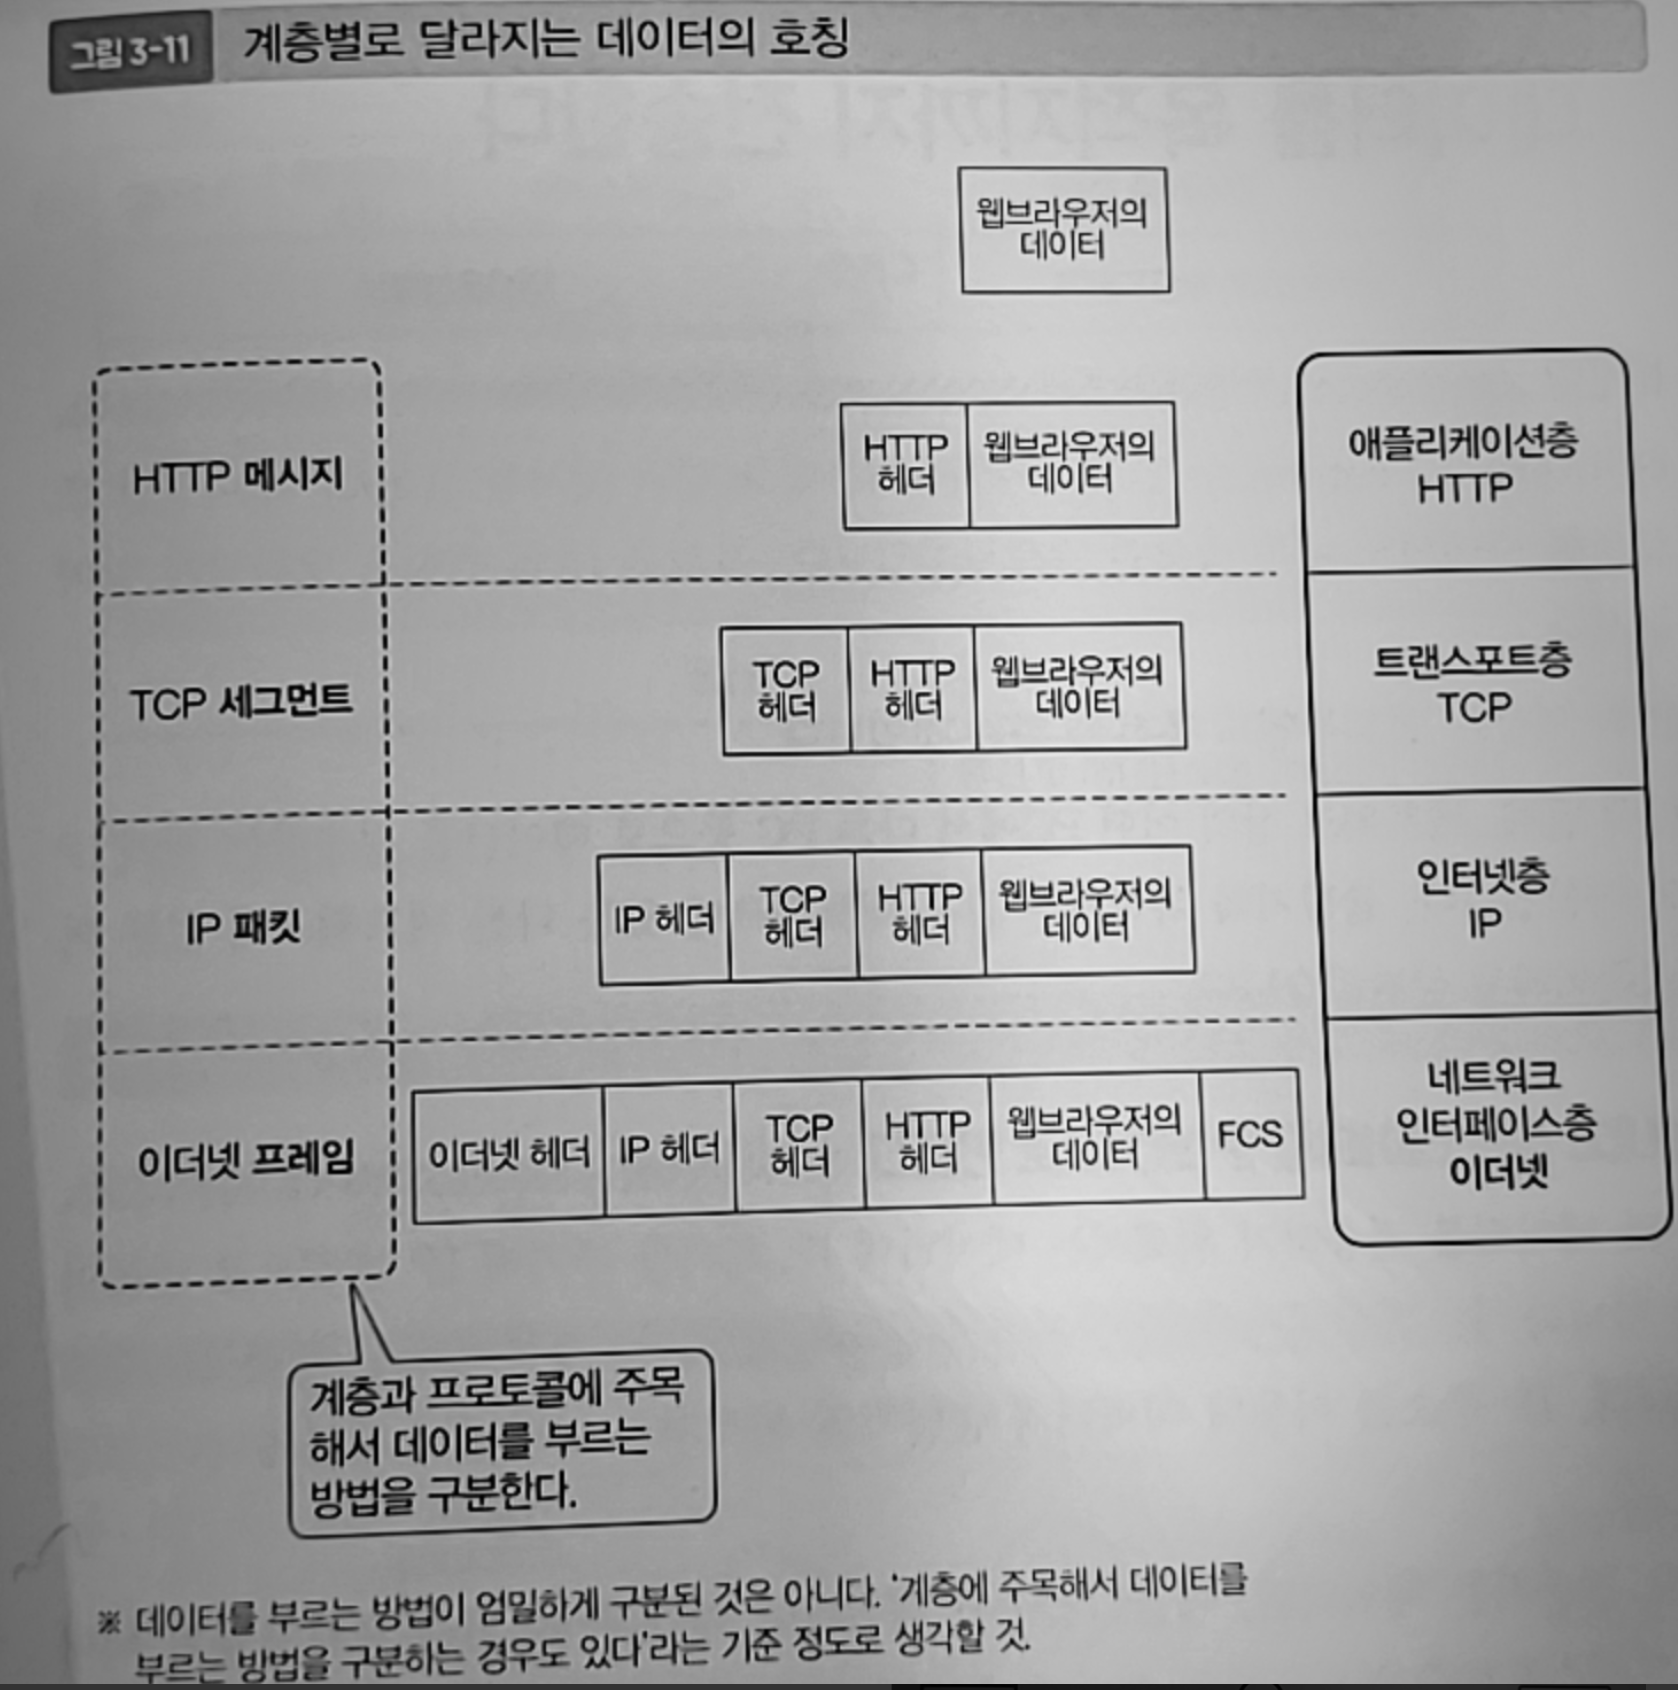 그림 3-11 계층별로 달라지는 데이터의 호칭
웹브라우저의
데이터
HTTP 메시지
HTTP
헤더
웹브라우저의
데이터
애플리케이션층
HTTP
TCP 세그먼트
TCP
헤더
HTTP
헤더
웹브라우저의
데이터
트랜스포트층
TCP
IP 패킷
IP 헤더
TCP
헤더
HTTP
헤더
웹브라우저의
데이터
인터넷층
IP
이더넷 프레임
이더넷 헤더
IP 헤더
TCP
헤더
HTTP
헤더
웹브라우저의
데이터
FCS
네트워크
인터페이스층
이더넷
계층과 프로토콜에 주목
해서 데이터를 부르는
방법을 구분한다.
※ 데이터를 부르는 방법이 엄밀하게 구분된 것은 아니다. '계층에 주목해서 데이터를
부르는 방법을 구분하는 경우도 있다'라는 기준 정도로 생각할 것.